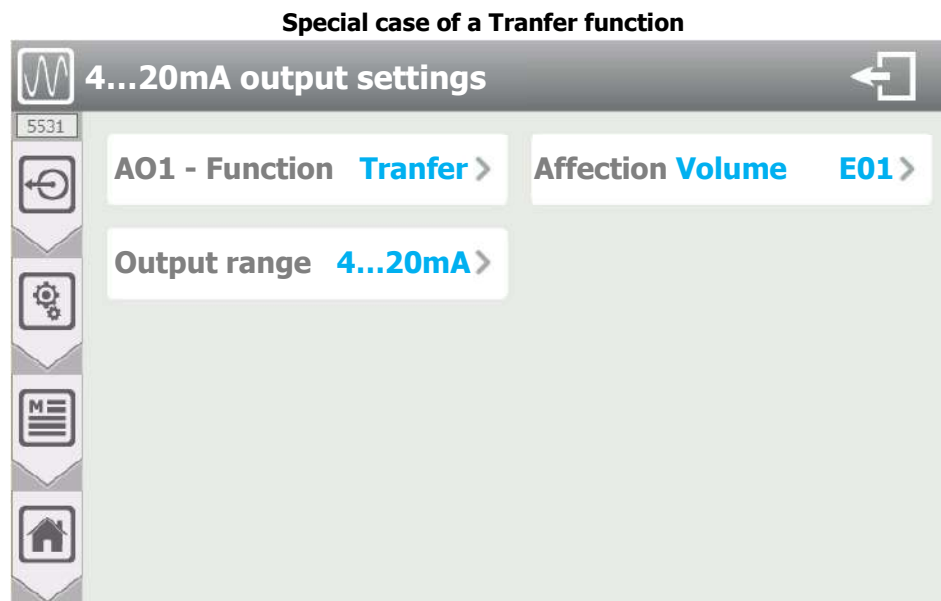 Special case of a Tranfer function
4...20mA output settings
5531
AO1 - Function Tranfer >
Affection Volume E01 >
Output range 4...20mA >
M